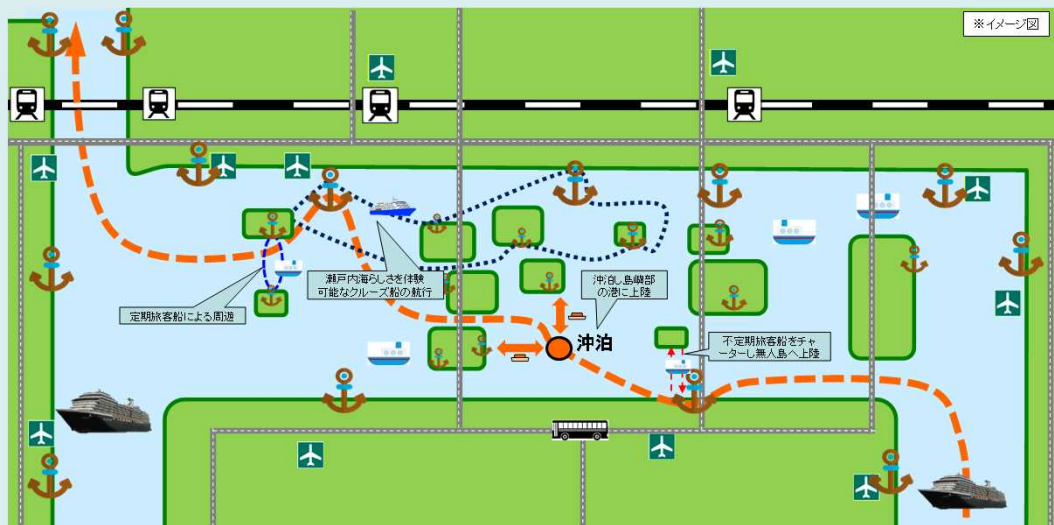 ※イメージ図
瀬戸内海らしさを体験
可能なクルーズ船の航行
沖泊し島嶼部
の港に上陸
定期旅客船による周遊
沖泊
不定期旅客船をチャ
ーターし無人島へ上陸